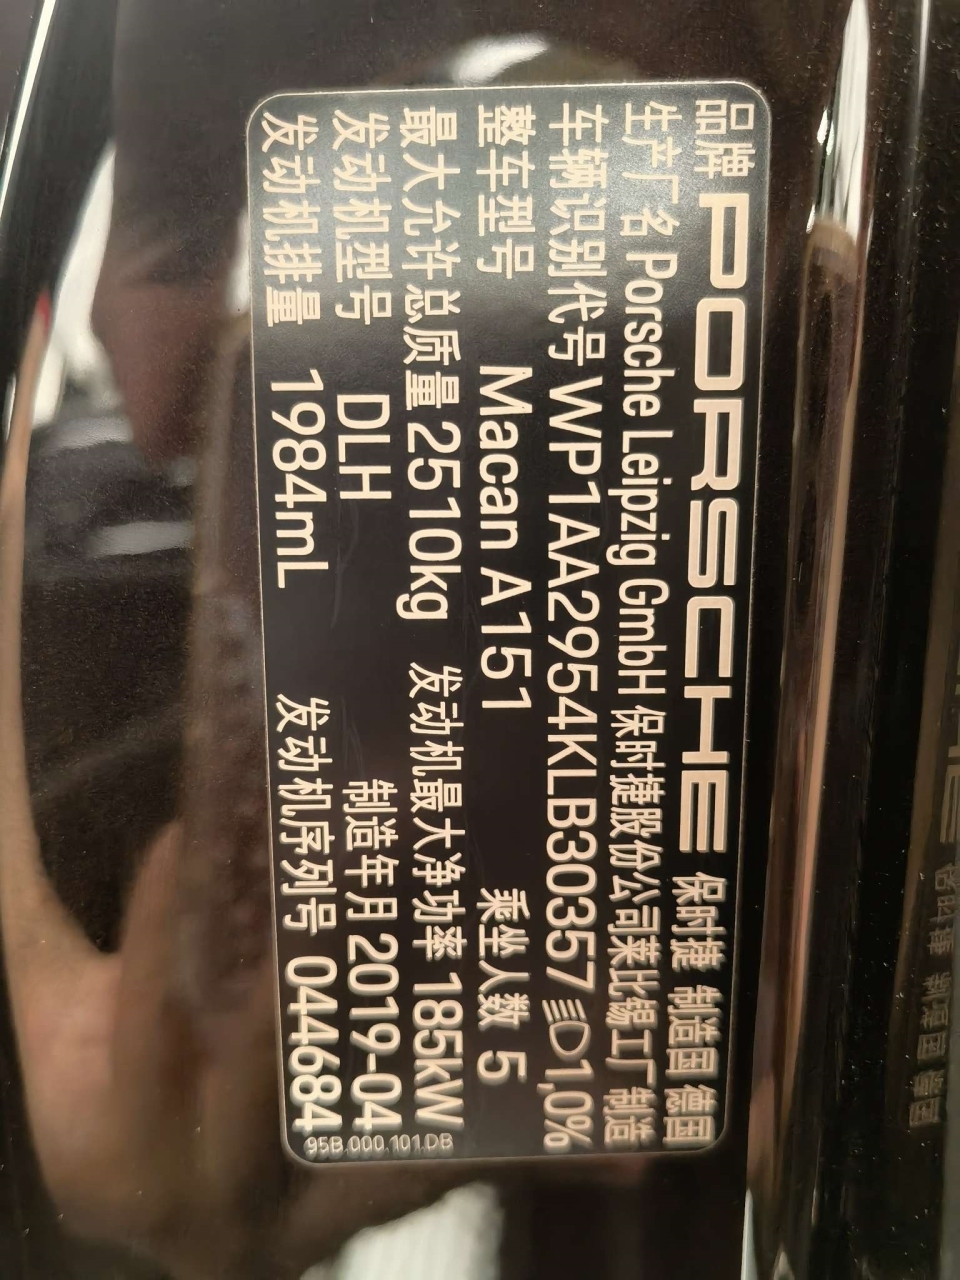 品牌 PORSCHE 保时捷 制造国 德国
生产厂名 Porsche Leipzig GmbH 保时捷股份公司莱比锡工厂制造
车辆识别代号 WP1AA2954KLB30357 1,0%
整车型号 Macan A151 乘坐人数 5
最大允许总质量 2510kg 发动机最大净功率 185kW
发动机型号 DLH 制造年月 2019-04
发动机排量 1984mL 发动机序列号 044684
95B.000.101.DB